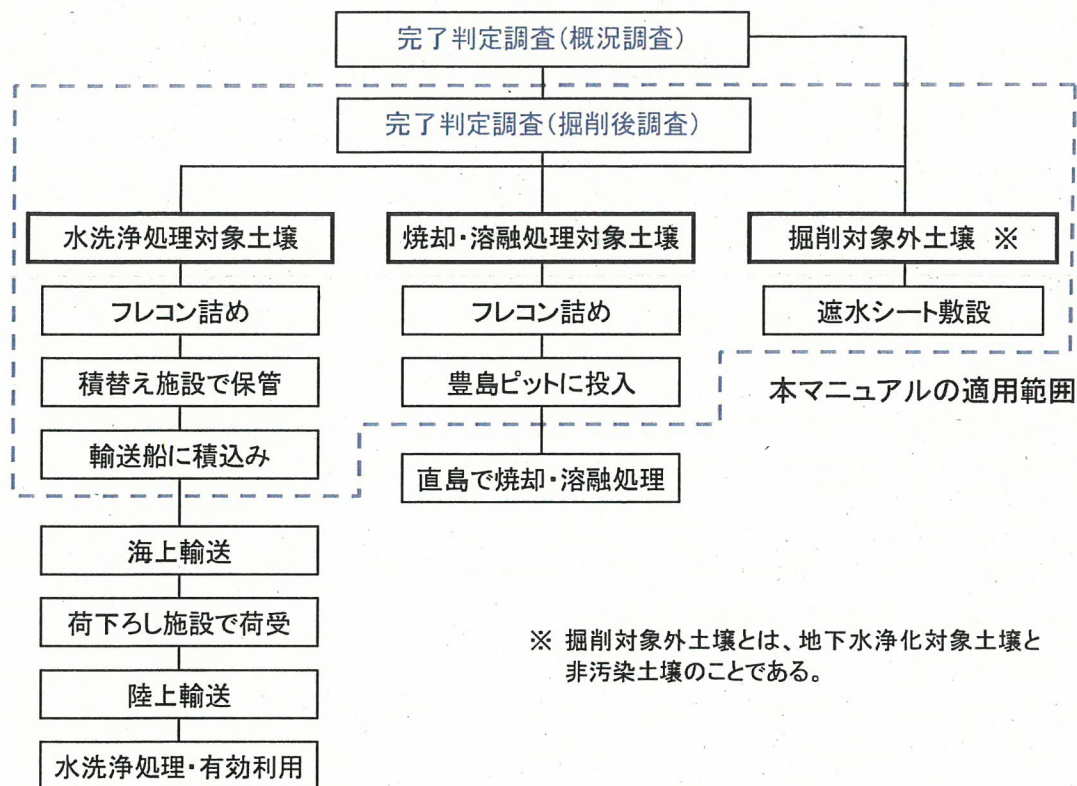 完了判定調査(概況調査)
完了判定調査(掘削後調査)
水洗浄処理対象土壌
焼却・溶融処理対象土壌
掘削対象外土壌 ※
フレコン詰め
フレコン詰め
遮水シート敷設
積替え施設で保管
豊島ピットに投入
本マニュアルの適用範囲
輸送船に積込み
直島で焼却・溶融処理
海上輸送
荷下ろし施設で荷受
陸上輸送
水洗浄処理・有効利用
※ 掘削対象外土壌とは、地下水浄化対象土壌と
非汚染土壌のことである。